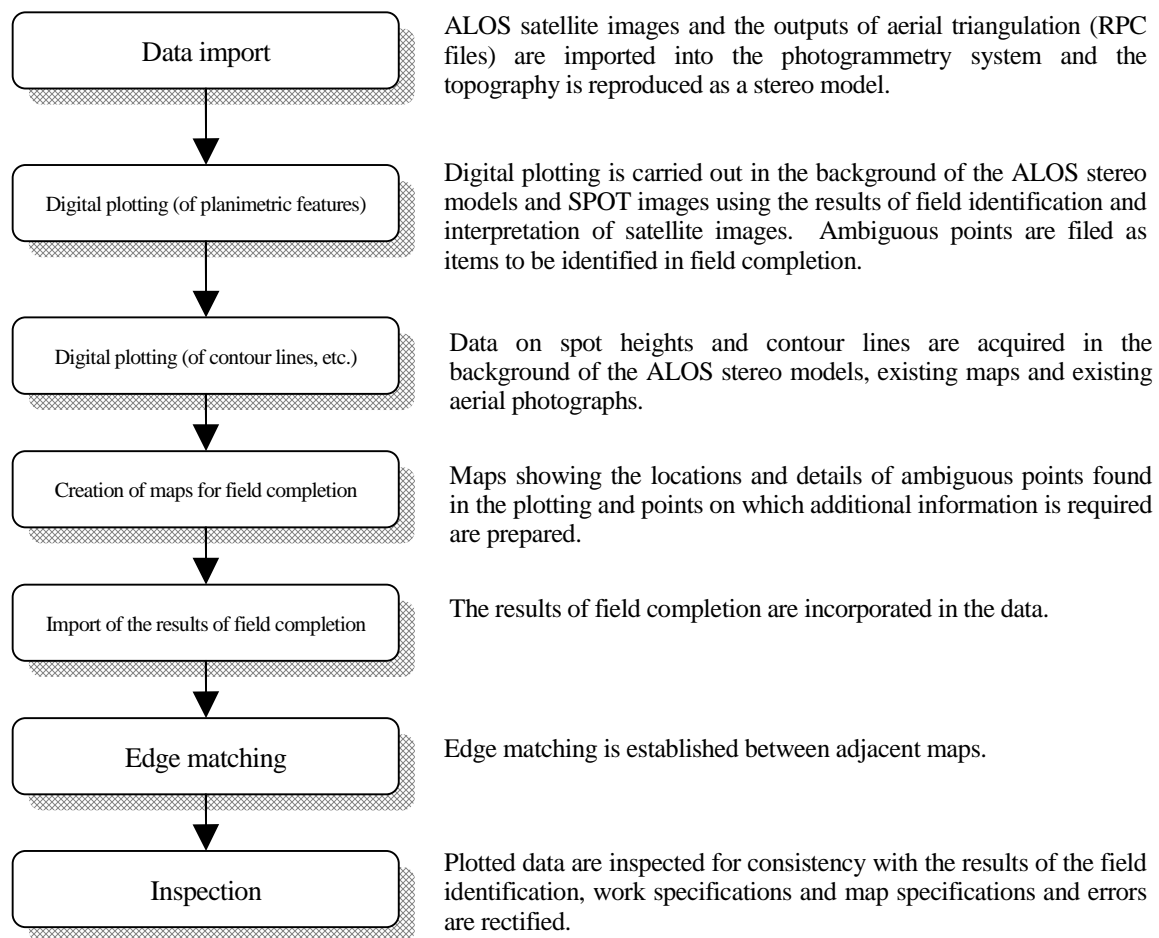 Data import
ALOS satellite images and the outputs of aerial triangulation (RPC
files) are imported into the photogrammetry system and the
topography is reproduced as a stereo model.
Digital plotting (of planimetric features)
Digital plotting is carried out in the background of the ALOS stereo
models and SPOT images using the results of field identification and
interpretation of satellite images. Ambiguous points are filed as
items to be identified in field completion.
Digital plotting (of contour lines, etc.)
Data on spot heights and contour lines are acquired in the
background of the ALOS stereo models, existing maps and existing
aerial photographs.
Creation of maps for field completion
Maps showing the locations and details of ambiguous points found
in the plotting and points on which additional information is required
are prepared.
Import of the results of field completion
The results of field completion are incorporated in the data.
Edge matching
Edge matching is established between adjacent maps.
Inspection
Plotted data are inspected for consistency with the results of the field
identification, work specifications and map specifications and errors
are rectified.